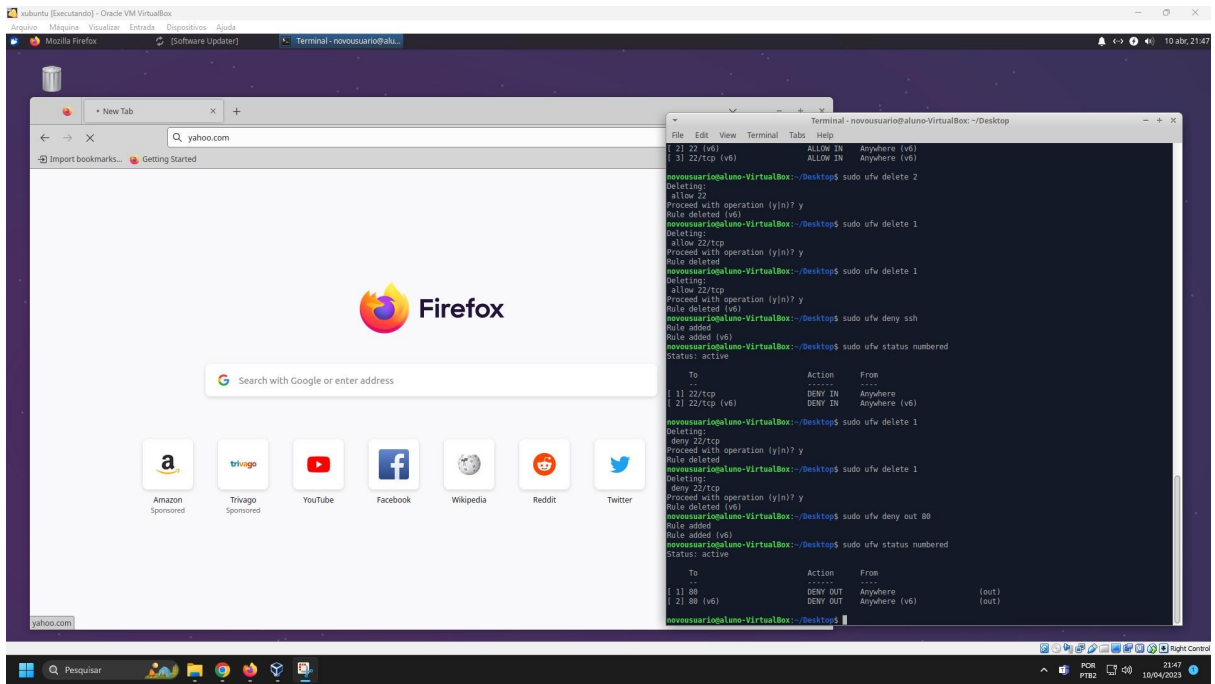 xubuntu [Executando] - Oracle VM VirtualBox
Arquivo Máquina Visualizar Entrada Dispositivos Ajuda
Mozilla Firefox [Software Updater] Terminal - novousuario@alu... 10 abr, 21:47
New Tab
yahoo.com
Import bookmarks... Getting Started
Firefox
Search with Google or enter address
a
trivago
Amazon Trivago YouTube Facebook Wikipedia Reddit Twitter
Sponsored Sponsored
yahoo.com
Terminal - novousuario@aluno-VirtualBox: ~/Desktop
File Edit View Terminal Tabs Help
[ 2] 22 (v6) ALLOW IN Anywhere (v6)
[ 3] 22/tcp (v6) ALLOW IN Anywhere (v6)
novousuario@aluno-VirtualBox:~/Desktop$ sudo ufw delete 2
Deleting:
allow 22
Proceed with operation (y|n)? y
Rule deleted (v6)
novousuario@aluno-VirtualBox:~/Desktop$ sudo ufw delete 1
Deleting:
allow 22/tcp
Proceed with operation (y|n)? y
Rule deleted
novousuario@aluno-VirtualBox:~/Desktop$ sudo ufw delete 1
Deleting:
allow 22/tcp
Proceed with operation (y|n)? y
Rule deleted (v6)
novousuario@aluno-VirtualBox:~/Desktop$ sudo ufw deny ssh
Rule added
Rule added (v6)
novousuario@aluno-VirtualBox:~/Desktop$ sudo ufw status numbered
Status: active
To Action From
-- ------ ----
[ 1] 22/tcp DENY IN Anywhere
[ 2] 22/tcp (v6) DENY IN Anywhere (v6)
novousuario@aluno-VirtualBox:~/Desktop$ sudo ufw delete 1
Deleting:
deny 22/tcp
Proceed with operation (y|n)? y
Rule deleted
novousuario@aluno-VirtualBox:~/Desktop$ sudo ufw delete 1
Deleting:
deny 22/tcp
Proceed with operation (y|n)? y
Rule deleted (v6)
novousuario@aluno-VirtualBox:~/Desktop$ sudo ufw deny out 80
Rule added
Rule added (v6)
novousuario@aluno-VirtualBox:~/Desktop$ sudo ufw status numbered
Status: active
To Action From
-- ------ ----
[ 1] 80 DENY OUT Anywhere (out)
[ 2] 80 (v6) DENY OUT Anywhere (v6) (out)
novousuario@aluno-VirtualBox:~/Desktop$
Right Control
Pesquisar
POR
PTB2
21:47
10/04/2023
1